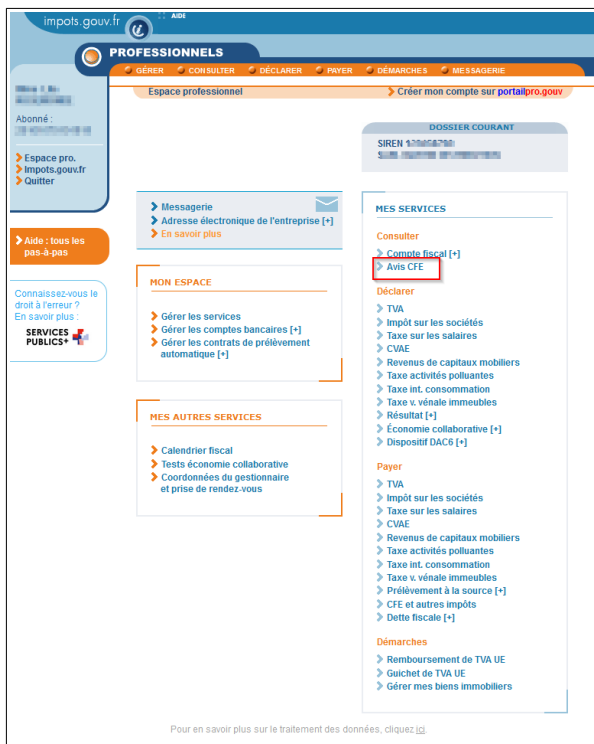 impots.gouv.fr
AIDE
PROFESSIONNELS
GÉRER CONSULTER DÉCLARER PAYER DÉMARCHES MESSAGERIE
Espace professionnel
Créer mon compte sur portailpro.gouv
Abonné :
Espace pro.
Impots.gouv.fr
Quitter
Aide : tous les
pas-à-pas
Connaissez-vous le
droit à l'erreur ?
En savoir plus :
SERVICES
PUBLICS+
Messagerie
Adresse électronique de l'entreprise [+]
En savoir plus
MON ESPACE
Gérer les services
Gérer les comptes bancaires [+]
Gérer les contrats de prélèvement
automatique [+]
MES AUTRES SERVICES
Calendrier fiscal
Tests économie collaborative
Coordonnées du gestionnaire
et prise de rendez-vous
DOSSIER COURANT
SIREN
MES SERVICES
Consulter
Compte fiscal [+]
Avis CFE
Déclarer
TVA
Impôt sur les sociétés
Taxe sur les salaires
CVAE
Revenus de capitaux mobiliers
Taxe activités polluantes
Taxe int. consommation
Taxe v. vénale immeubles
Résultat [+]
Économie collaborative [+]
Dispositif DAC6 [+]
Payer
TVA
Impôt sur les sociétés
Taxe sur les salaires
CVAE
Revenus de capitaux mobiliers
Taxe activités polluantes
Taxe int. consommation
Taxe v. vénale immeubles
Prélèvement à la source [+]
CFE et autres impôts
Dette fiscale [+]
Démarches
Remboursement de TVA UE
Guichet de TVA UE
Gérer mes biens immobiliers
Pour en savoir plus sur le traitement des données, cliquez ici.